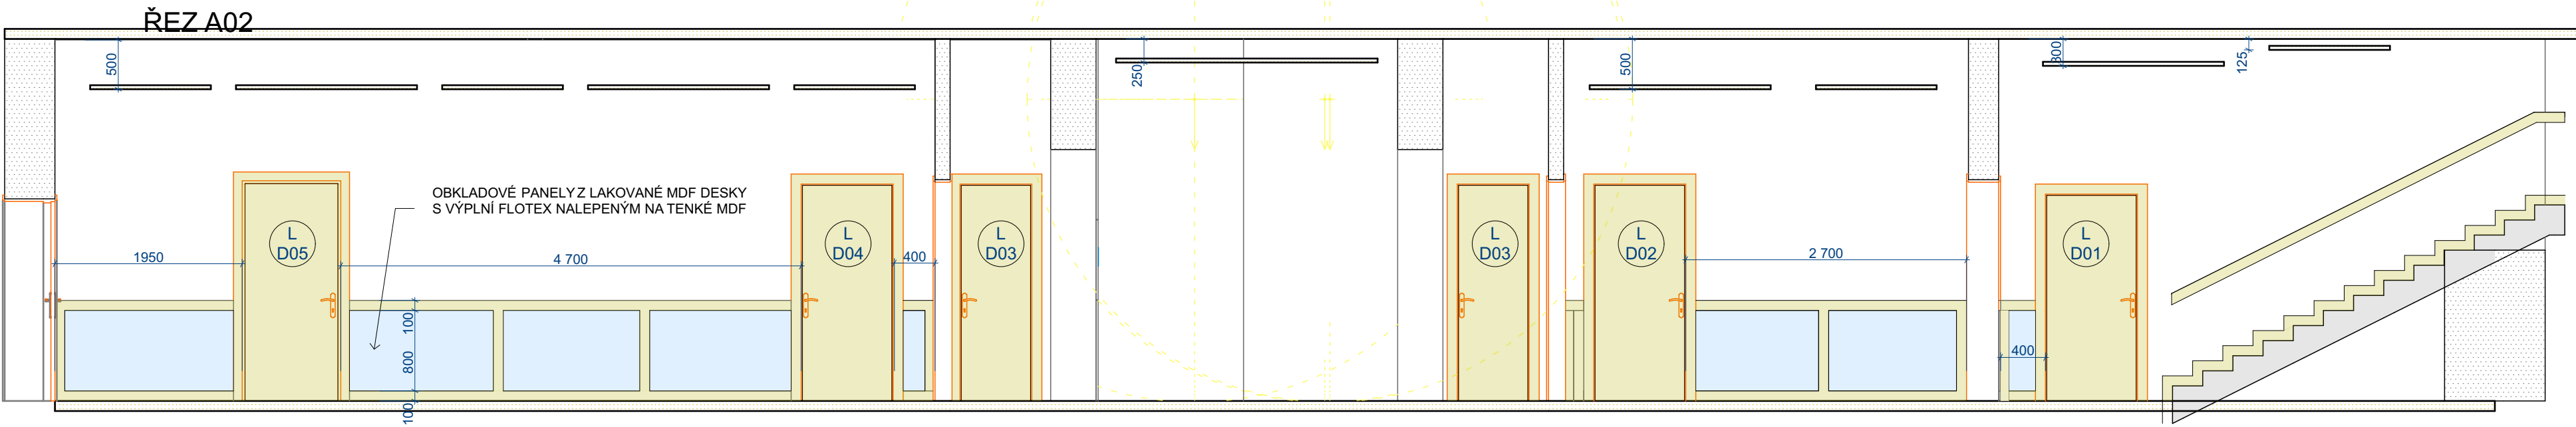 ŘEZ A02
500
250
500
300
125
OBKLADOVÉ PANELY Z LAKOVANÉ MDF DESKY
S VÝPLNÍ FLOTEX NALEPENÝM NA TENKÉ MDF
L
D05
L
D04
L
D03
L
D03
L
D02
L
D01
1950
4 700
400
2 700
100
800
100
400